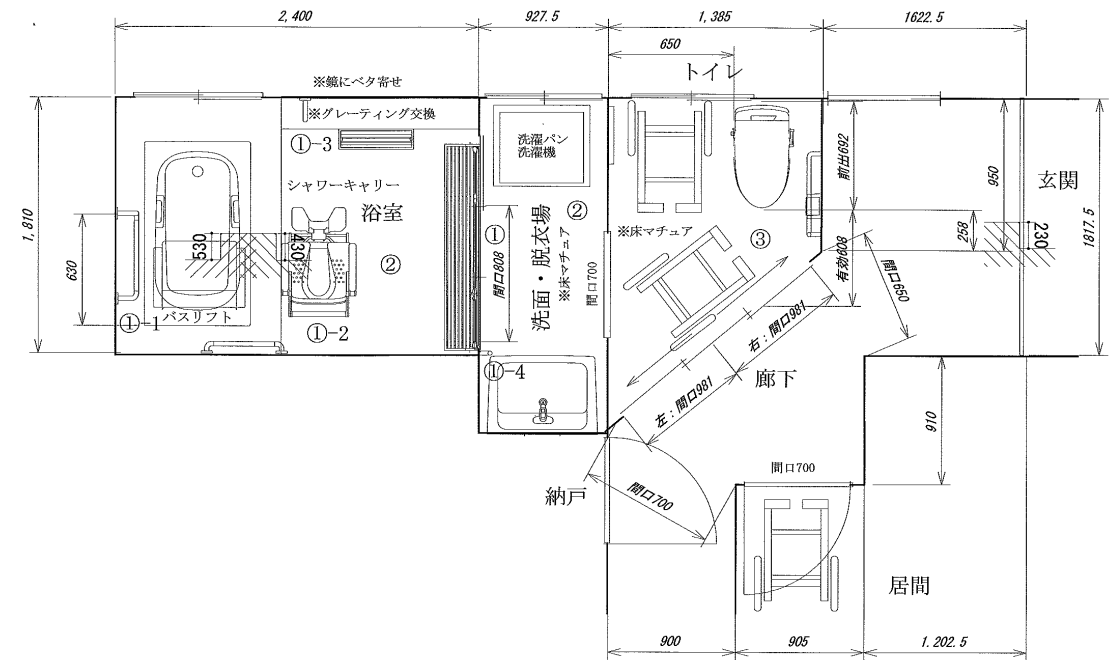 2,400
927.5
1,385
1622.5
650
トイレ
※鏡にベタ寄せ
※グレーティング交換
①-3
シャワーキャリー
浴室
②
1,810
630
530
430
①-1
バスリフト
①-2
洗濯パン
洗濯機
②
①
間口808
洗面・脱衣場
※床マチュア
間口700
①-4
※床マチュア
③
前出692
有効608
258
950
230
玄関
1817.5
間口650
右：間口981
左：間口981
廊下
910
納戸
間口700
間口700
居間
900
905
1.202.5